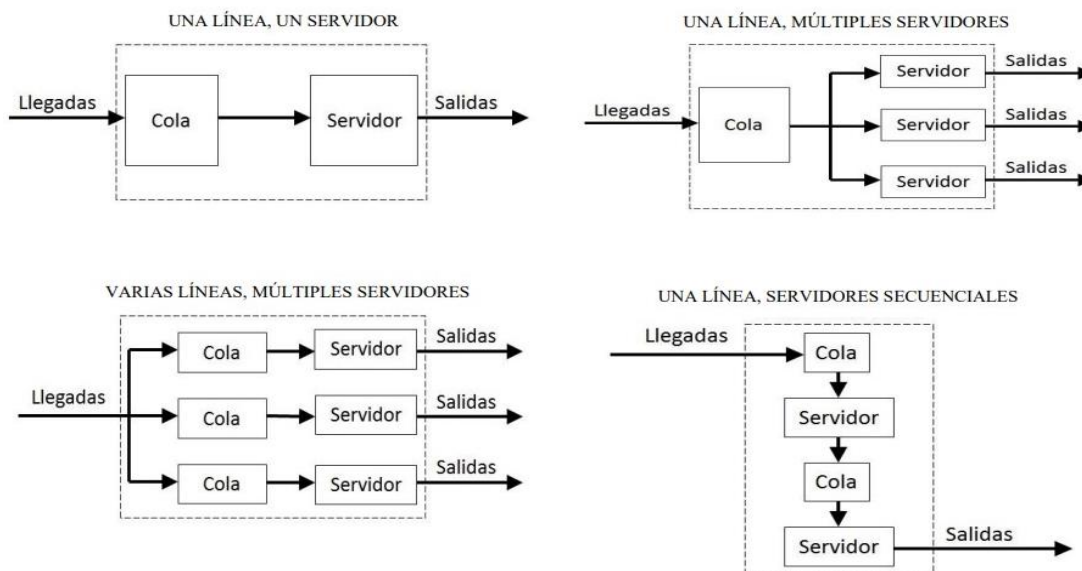 UNA LÍNEA, UN SERVIDOR
Llegadas
Cola
Servidor
Salidas
UNA LÍNEA, MÚLTIPLES SERVIDORES
Llegadas
Cola
Servidor
Salidas
Servidor
Salidas
Servidor
Salidas
VARIAS LÍNEAS, MÚLTIPLES SERVIDORES
Llegadas
Cola
Servidor
Salidas
Cola
Servidor
Salidas
Cola
Servidor
Salidas
UNA LÍNEA, SERVIDORES SECUENCIALES
Llegadas
Cola
Servidor
Cola
Servidor
Salidas